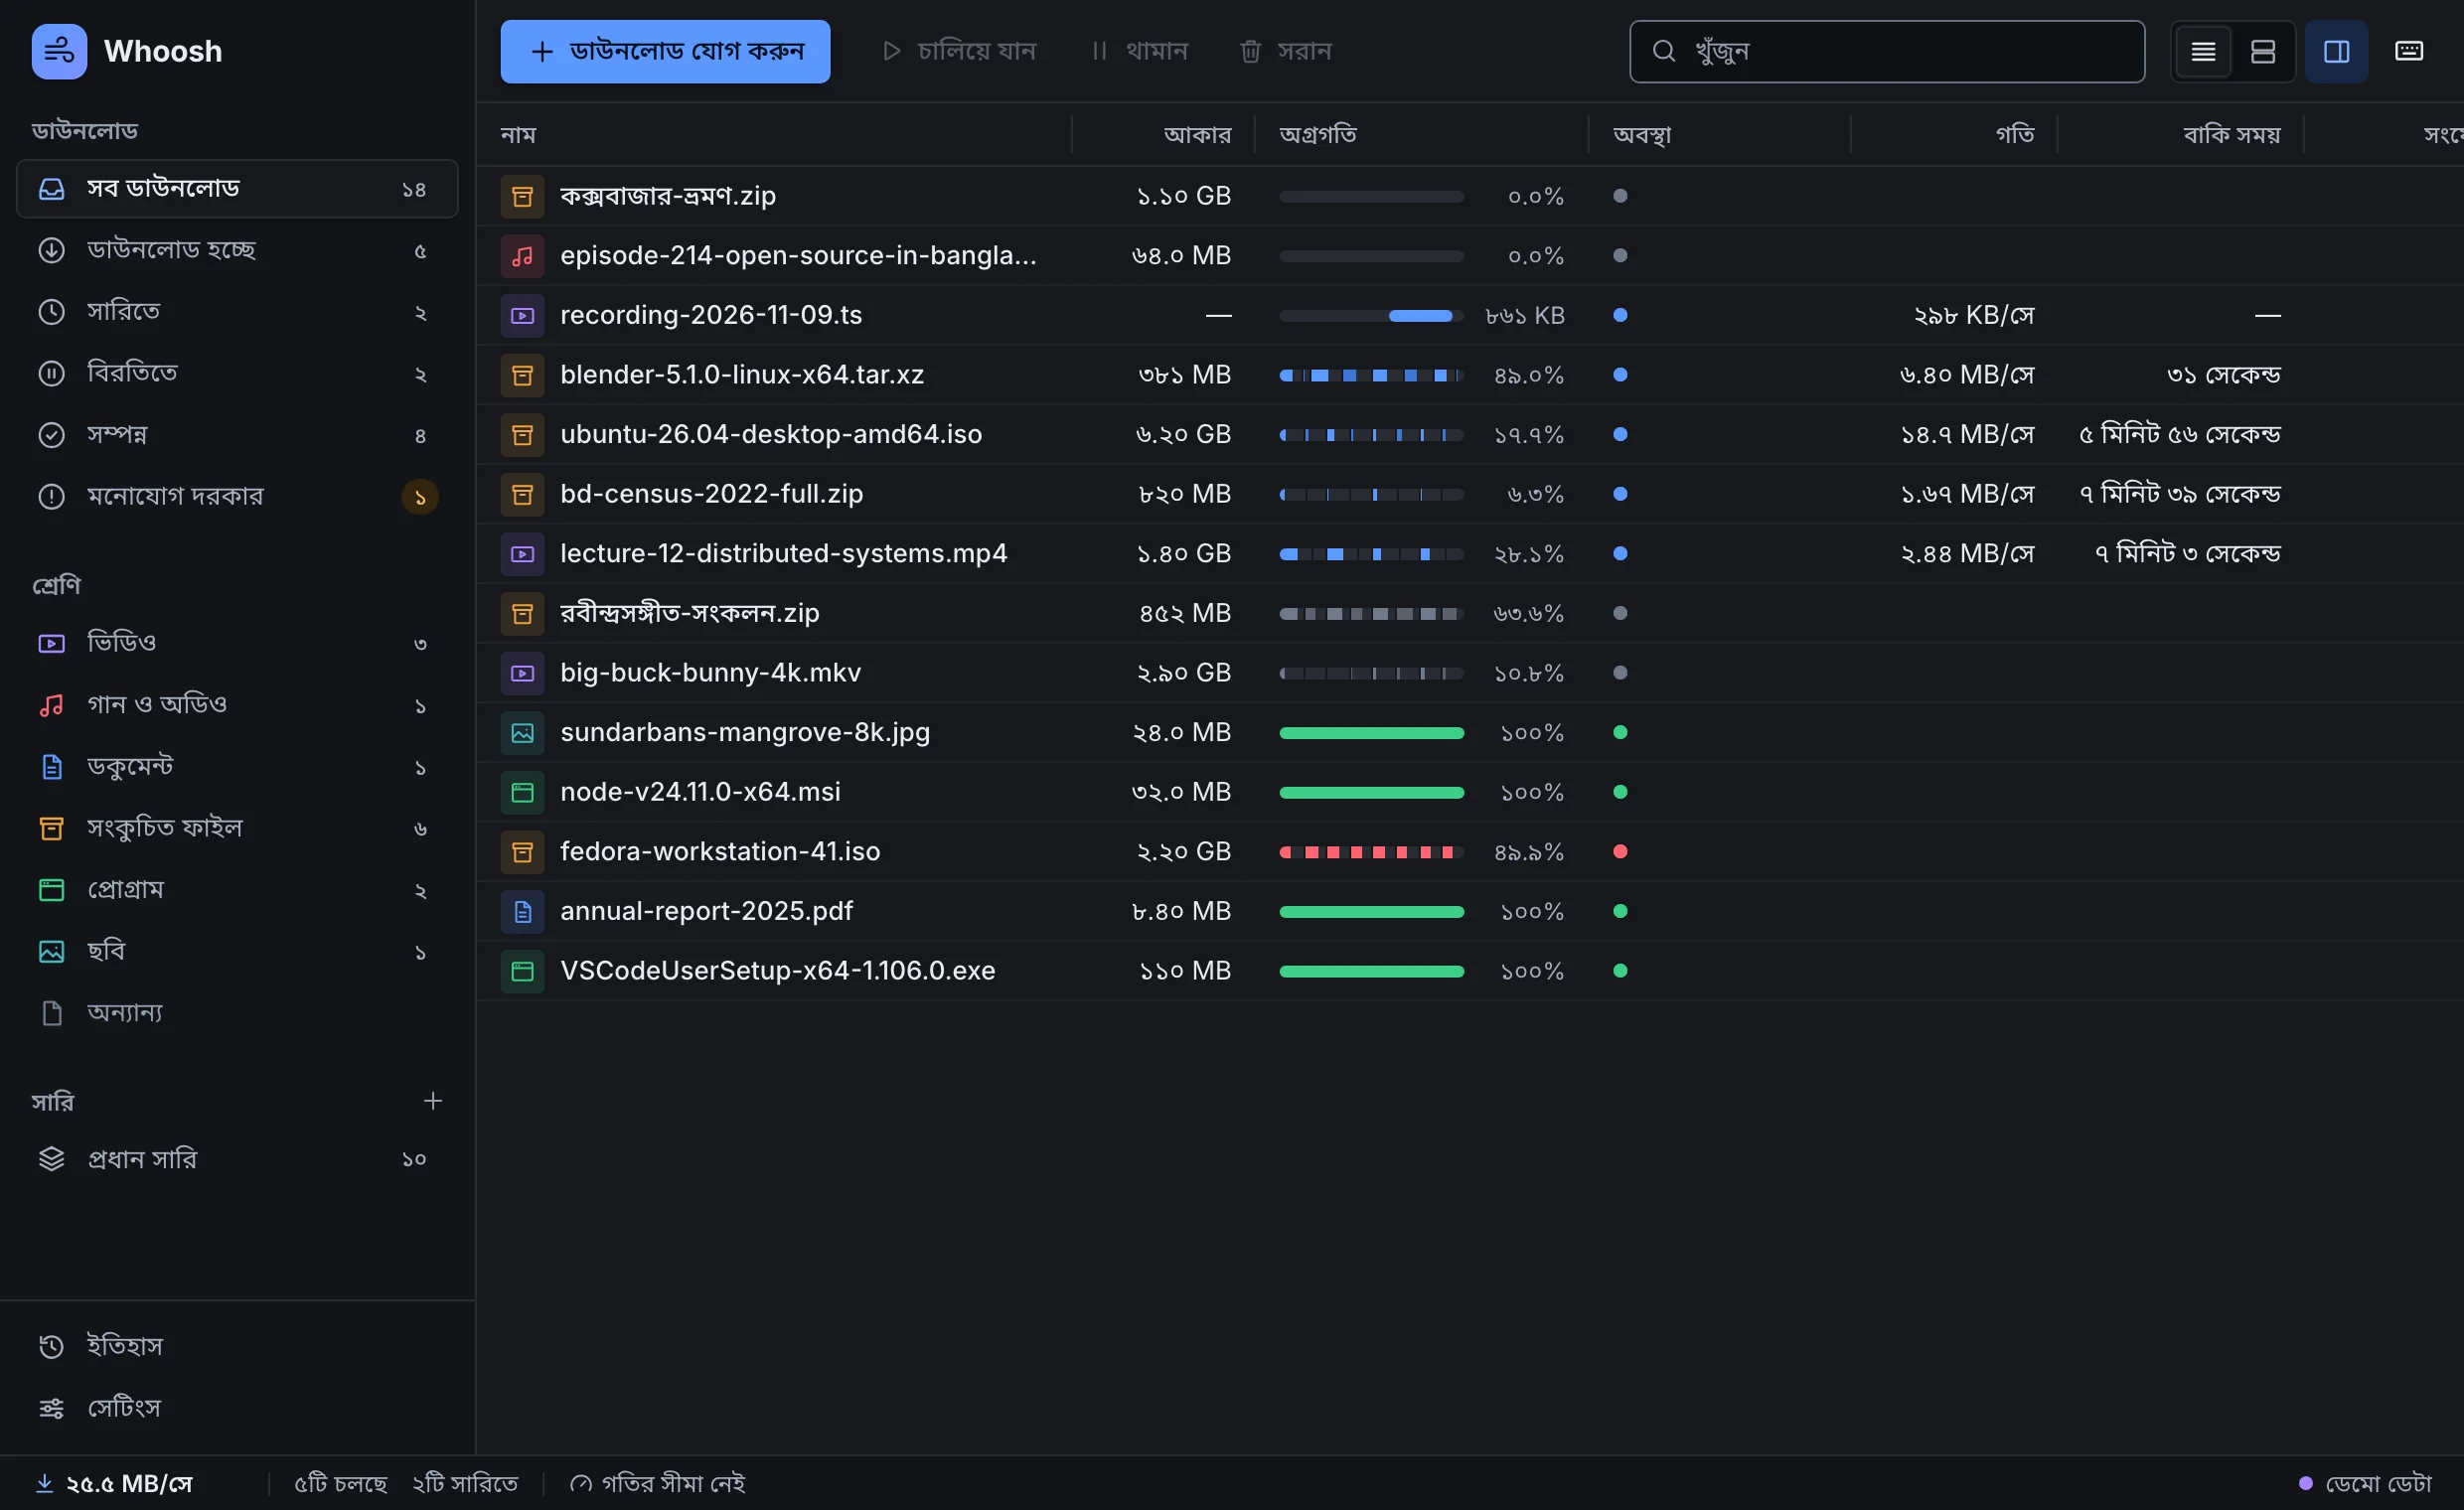 Whoosh
ডাউনলোড
সব ডাউনলোড ১৪
ডাউনলোড হচ্ছে ৫
সারিতে ২
বিরতিতে ২
সম্পন্ন ৪
মনোযোগ দরকার ১
শ্রেণি
ভিডিও ৩
গান ও অডিও ১
ডকুমেন্ট ১
সংকুচিত ফাইল ৬
প্রোগ্রাম ২
ছবি ১
অন্যান্য
সারি
প্রধান সারি ১০
ইতিহাস
সেটিংস
ডাউনলোড যোগ করুন চালিয়ে যান থামান সরান খুঁজুন
নাম আকার অগ্রগতি অবস্থা গতি বাকি সময়
কক্সবাজার-ভ্রমণ.zip ১.১০ GB ০.০%
episode-214-open-source-in-bangla... ৬৪.০ MB ০.০%
recording-2026-11-09.ts — ৮৬১ KB ২৯৮ KB/সে —
blender-5.1.0-linux-x64.tar.xz ৩৮১ MB ৪৯.০% ৬.৪০ MB/সে ৩১ সেকেন্ড
ubuntu-26.04-desktop-amd64.iso ৬.২০ GB ১৭.৭% ১৪.৭ MB/সে ৫ মিনিট ৫৬ সেকেন্ড
bd-census-2022-full.zip ৮২০ MB ৬.৩% ১.৬৭ MB/সে ৭ মিনিট ৩৯ সেকেন্ড
lecture-12-distributed-systems.mp4 ১.৪০ GB ২৮.১% ২.৪৪ MB/সে ৭ মিনিট ৩ সেকেন্ড
রবীন্দ্রসঙ্গীত-সংকলন.zip ৪৫২ MB ৬৩.৬%
big-buck-bunny-4k.mkv ২.৯০ GB ১০.৮%
sundarbans-mangrove-8k.jpg ২৪.০ MB ১০০%
node-v24.11.0-x64.msi ৩২.০ MB ১০০%
fedora-workstation-41.iso ২.২০ GB ৪৯.৯%
annual-report-2025.pdf ৮.৪০ MB ১০০%
VSCodeUserSetup-x64-1.106.0.exe ১১০ MB ১০০%
২৫.৫ MB/সে ৫টি চলছে ২টি সারিতে গতির সীমা নেই ডেমো ডেটা